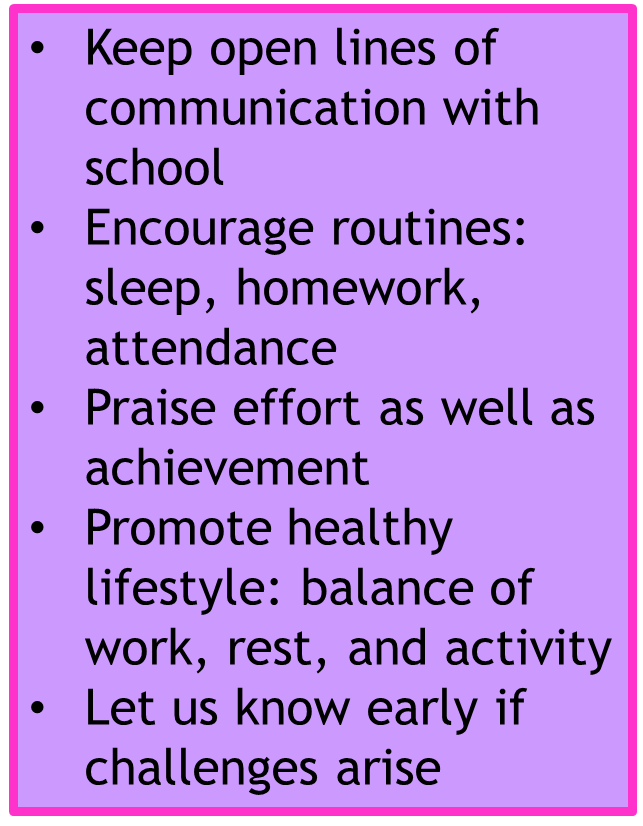 • Keep open lines of
communication with
school
• Encourage routines:
sleep, homework,
attendance
• Praise effort as well as
achievement
• Promote healthy
lifestyle: balance of
work, rest, and activity
• Let us know early if
challenges arise